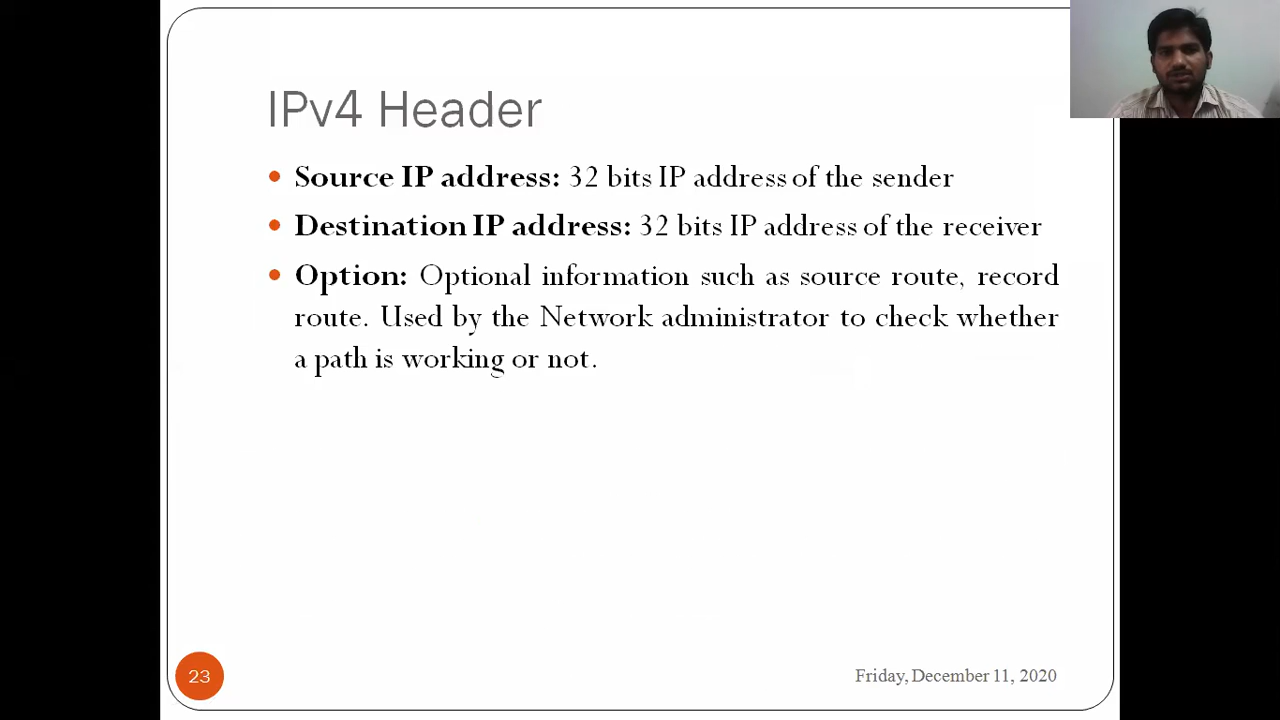 IPv4 Header
• Source IP address: 32 bits IP address of the sender
• Destination IP address: 32 bits IP address of the receiver
• Option: Optional information such as source route, record
route. Used by the Network administrator to check whether
a path is working or not.
23
Friday, December 11, 2020